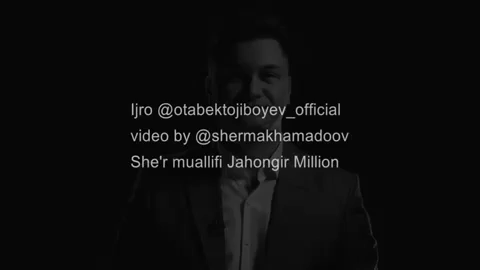 Ijro @otabektojiboyev_official
video by @shermakhamadoov
She'r muallifi Jahongir Million